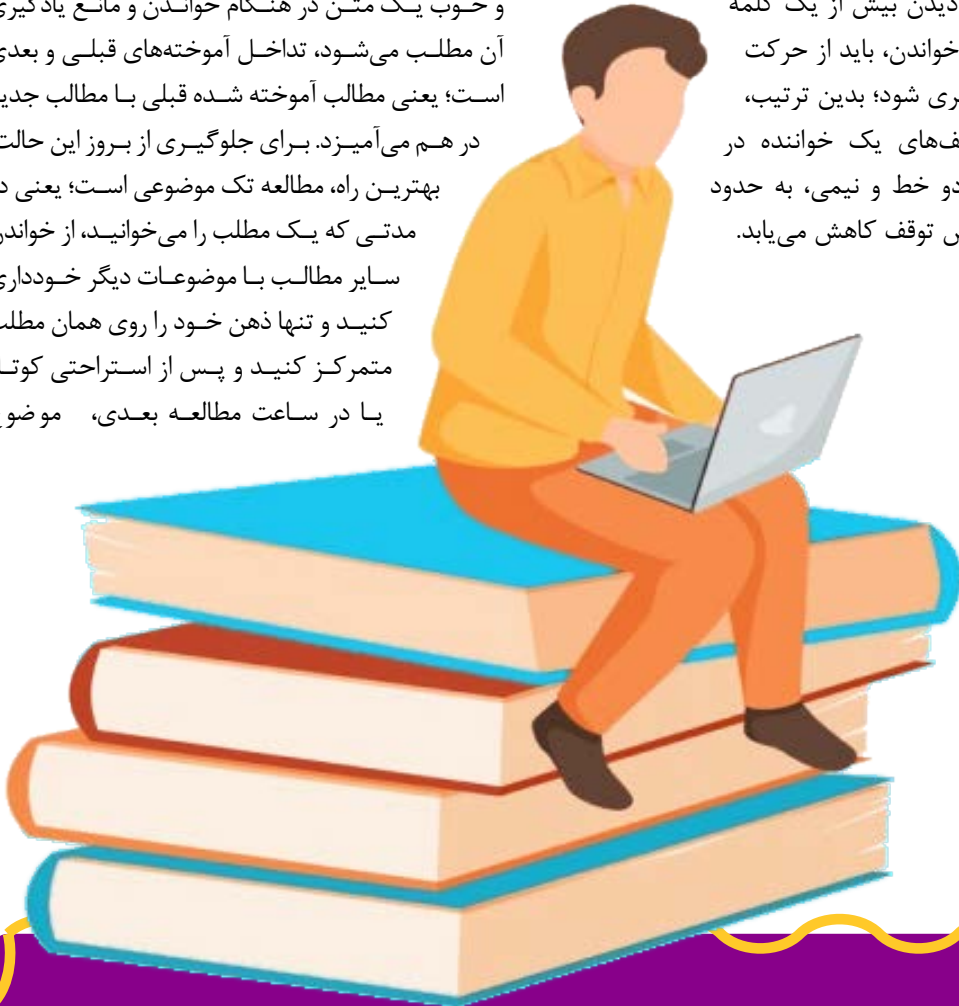 دیدن بیش از یک کلمه
خواندن، باید از حرکت
شود؛ بدین ترتیب،
یک خواننده در
دو خط و نیمی، به حدود
توقف کاهش می‌یابد.
و خوب یک متن در هنگام خواندن و مانع یادگیری
آن مطلب می‌شود، تداخل آموخته‌های قبلی و بعدی
است؛ یعنی مطالب آموخته شده قبلی با مطالب جدید
در هم می‌آمیزد. برای جلوگیری از بروز این حالت
بهترین راه، مطالعه تک موضوعی است؛ یعنی
مدتی که یک مطلب را می‌خوانید، از خواندن
سایر مطالب با موضوعات دیگر خودداری
کنید و تنها ذهن خود را روی همان مطلب
متمرکز کنید و پس از استراحتی
یا در ساعت مطالعه بعدی، موضوع